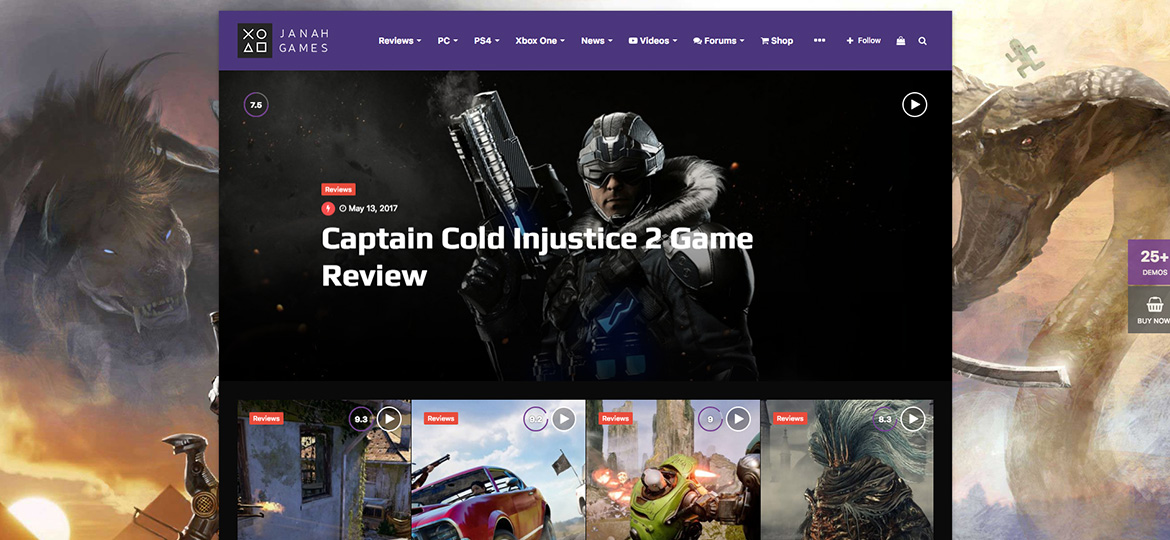 JANAH
GAMES
Reviews PC PS4 Xbox One News Videos Forums Shop Follow
7.5
Reviews
May 13, 2017
Captain Cold Injustice 2 Game
Review
25+
DEMOS
BUY NOW
Reviews 9.3 Reviews 9.2 Reviews 9 Reviews 8.3